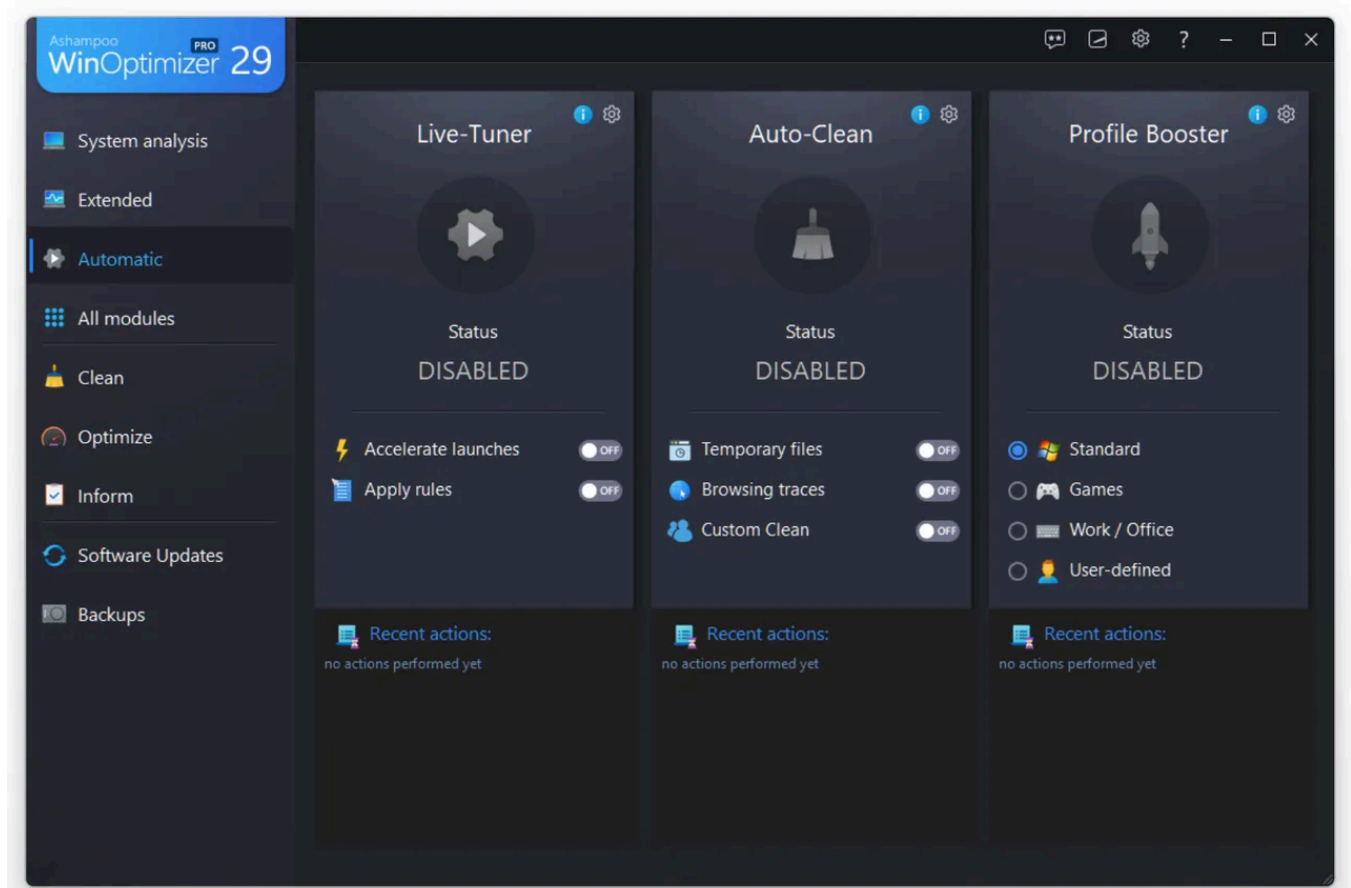 Ashampoo
WinOptimizer PRO 29
?
System analysis
Extended
Automatic
All modules
Clean
Optimize
Inform
Software Updates
Backups
Live-Tuner
Status
DISABLED
Accelerate launches OFF
Apply rules OFF
Recent actions:
no actions performed yet
Auto-Clean
Status
DISABLED
Temporary files OFF
Browsing traces OFF
Custom Clean OFF
Recent actions:
no actions performed yet
Profile Booster
Status
DISABLED
Standard
Games
Work / Office
User-defined
Recent actions:
no actions performed yet